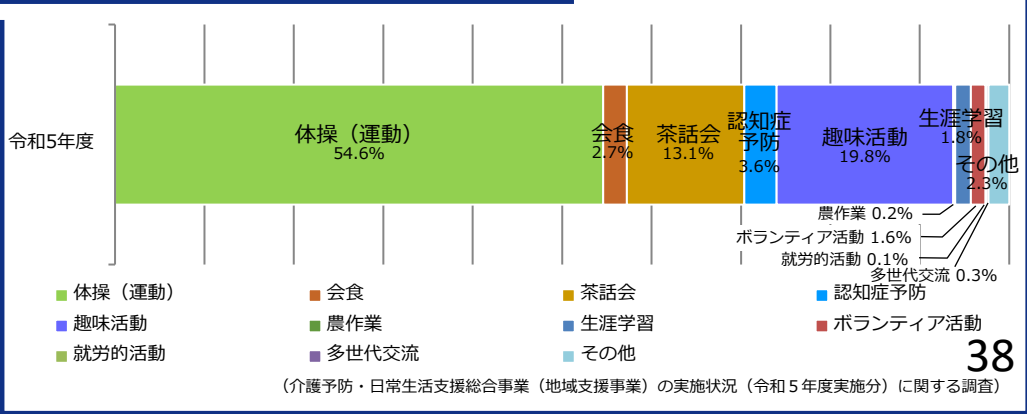 令和5年度
体操（運動）
54.6%
会食
2.7%
茶話会
13.1%
認知症
予防
3.6%
趣味活動
19.8%
生涯学習
1.8%
その他
2.3%
農作業 0.2%
ボランティア活動 1.6%
就労的活動 0.1%
多世代交流 0.3%
体操（運動） 会食 茶話会 認知症予防
趣味活動 農作業 生涯学習 ボランティア活動
就労的活動 多世代交流 その他
38
（介護予防・日常生活支援総合事業（地域支援事業）の実施状況（令和５年度実施分）に関する調査）